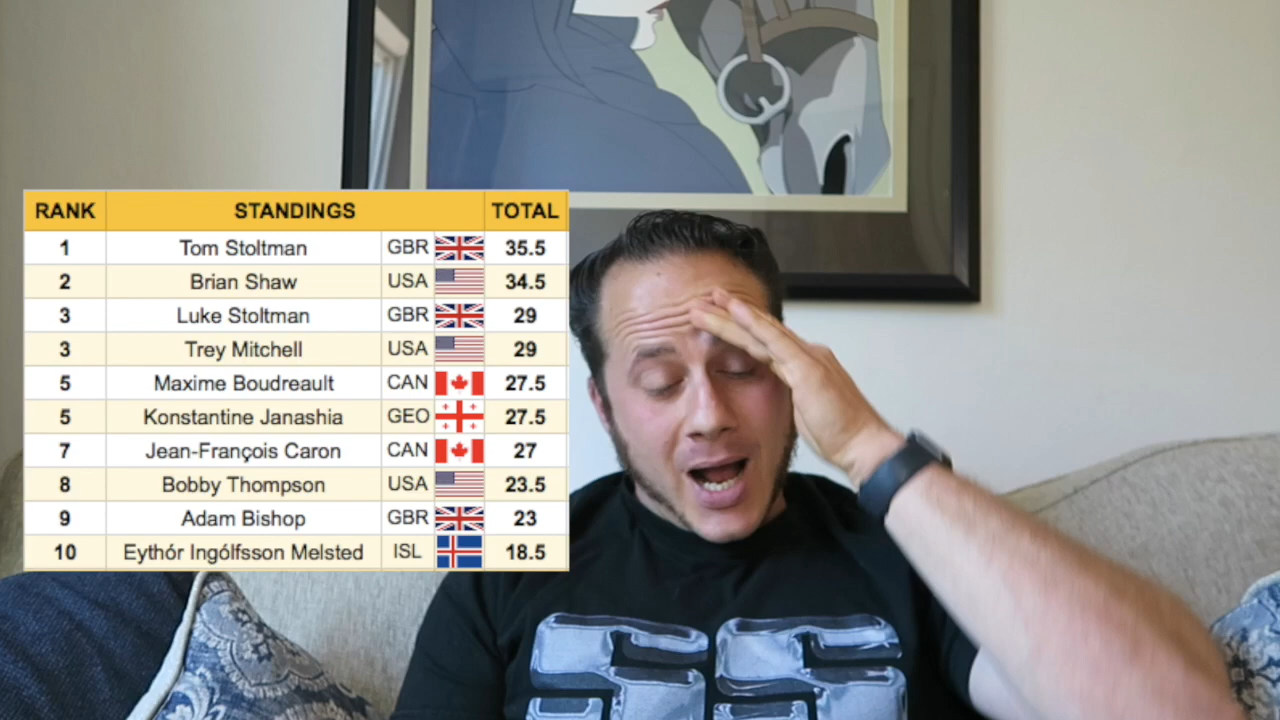 RANK STANDINGS TOTAL
1 Tom Stoltman GBR 35.5
2 Brian Shaw USA 34.5
3 Luke Stoltman GBR 29
3 Trey Mitchell USA 29
5 Maxime Boudreault CAN 27.5
5 Konstantine Janashia GEO 27.5
7 Jean-François Caron CAN 27
8 Bobby Thompson USA 23.5
9 Adam Bishop GBR 23
10 Eythór Ingólfsson Melsted ISL 18.5